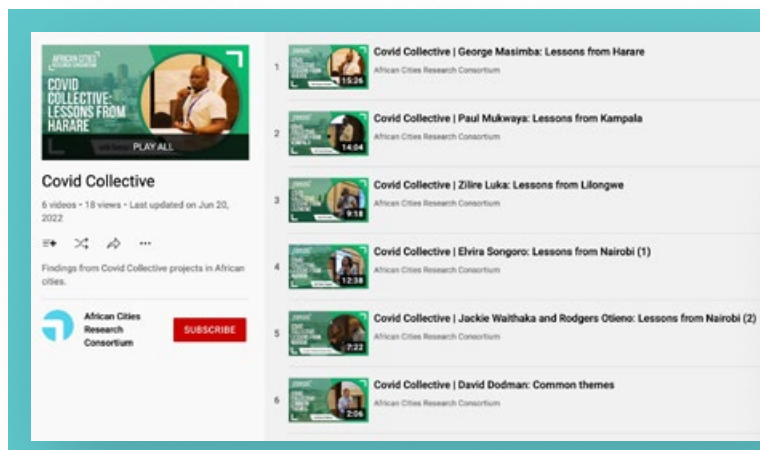 AFRICAN CITIES
RESEARCH CONSORTIUM
COVID
COLLECTIVE:
LESSONS FROM
HARARE
PLAY ALL
Covid Collective
6 videos • 18 views • Last updated on Jun 20,
2022
Findings from Covid Collective projects in African
cities.
African Cities
Research
Consortium
SUBSCRIBE
1
15:26
Covid Collective | George Masimba: Lessons from Harare
African Cities Research Consortium
2
14:04
Covid Collective | Paul Mukwaya: Lessons from Kampala
African Cities Research Consortium
3
9:18
Covid Collective | Zilire Luka: Lessons from Lilongwe
African Cities Research Consortium
4
12:38
Covid Collective | Elvira Songoro: Lessons from Nairobi (1)
African Cities Research Consortium
5
7:22
Covid Collective | Jackie Waithaka and Rodgers Otieno: Lessons from Nairobi (2)
African Cities Research Consortium
6
2:06
Covid Collective | David Dodman: Common themes
African Cities Research Consortium